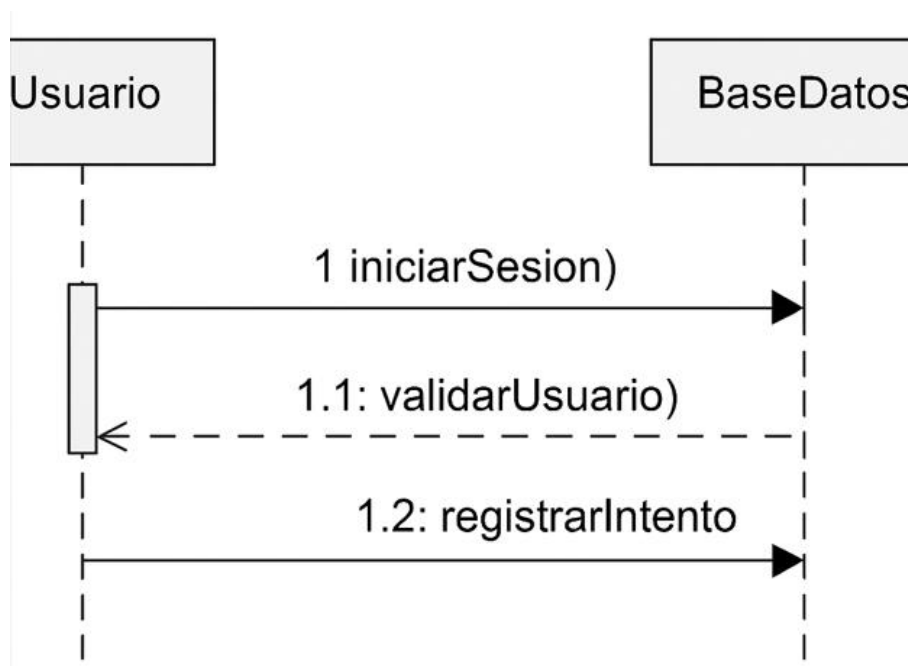 Usuario
BaseDatos
1 iniciarSesion)
1.1: validarUsuario)
1.2: registrarIntento